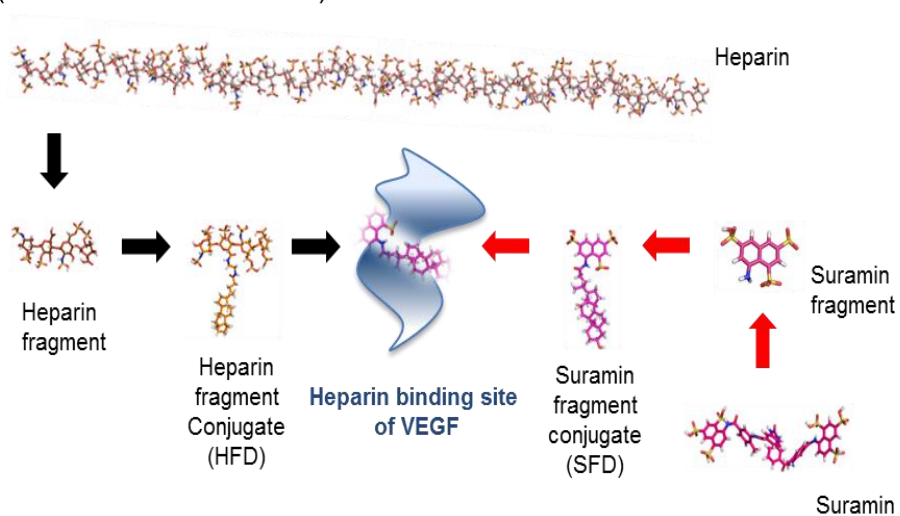 Heparin
Heparin
fragment
Heparin
fragment
Conjugate
(HFD)
Heparin binding site
of VEGF
Suramin
fragment
conjugate
(SFD)
Suramin
fragment
Suramin